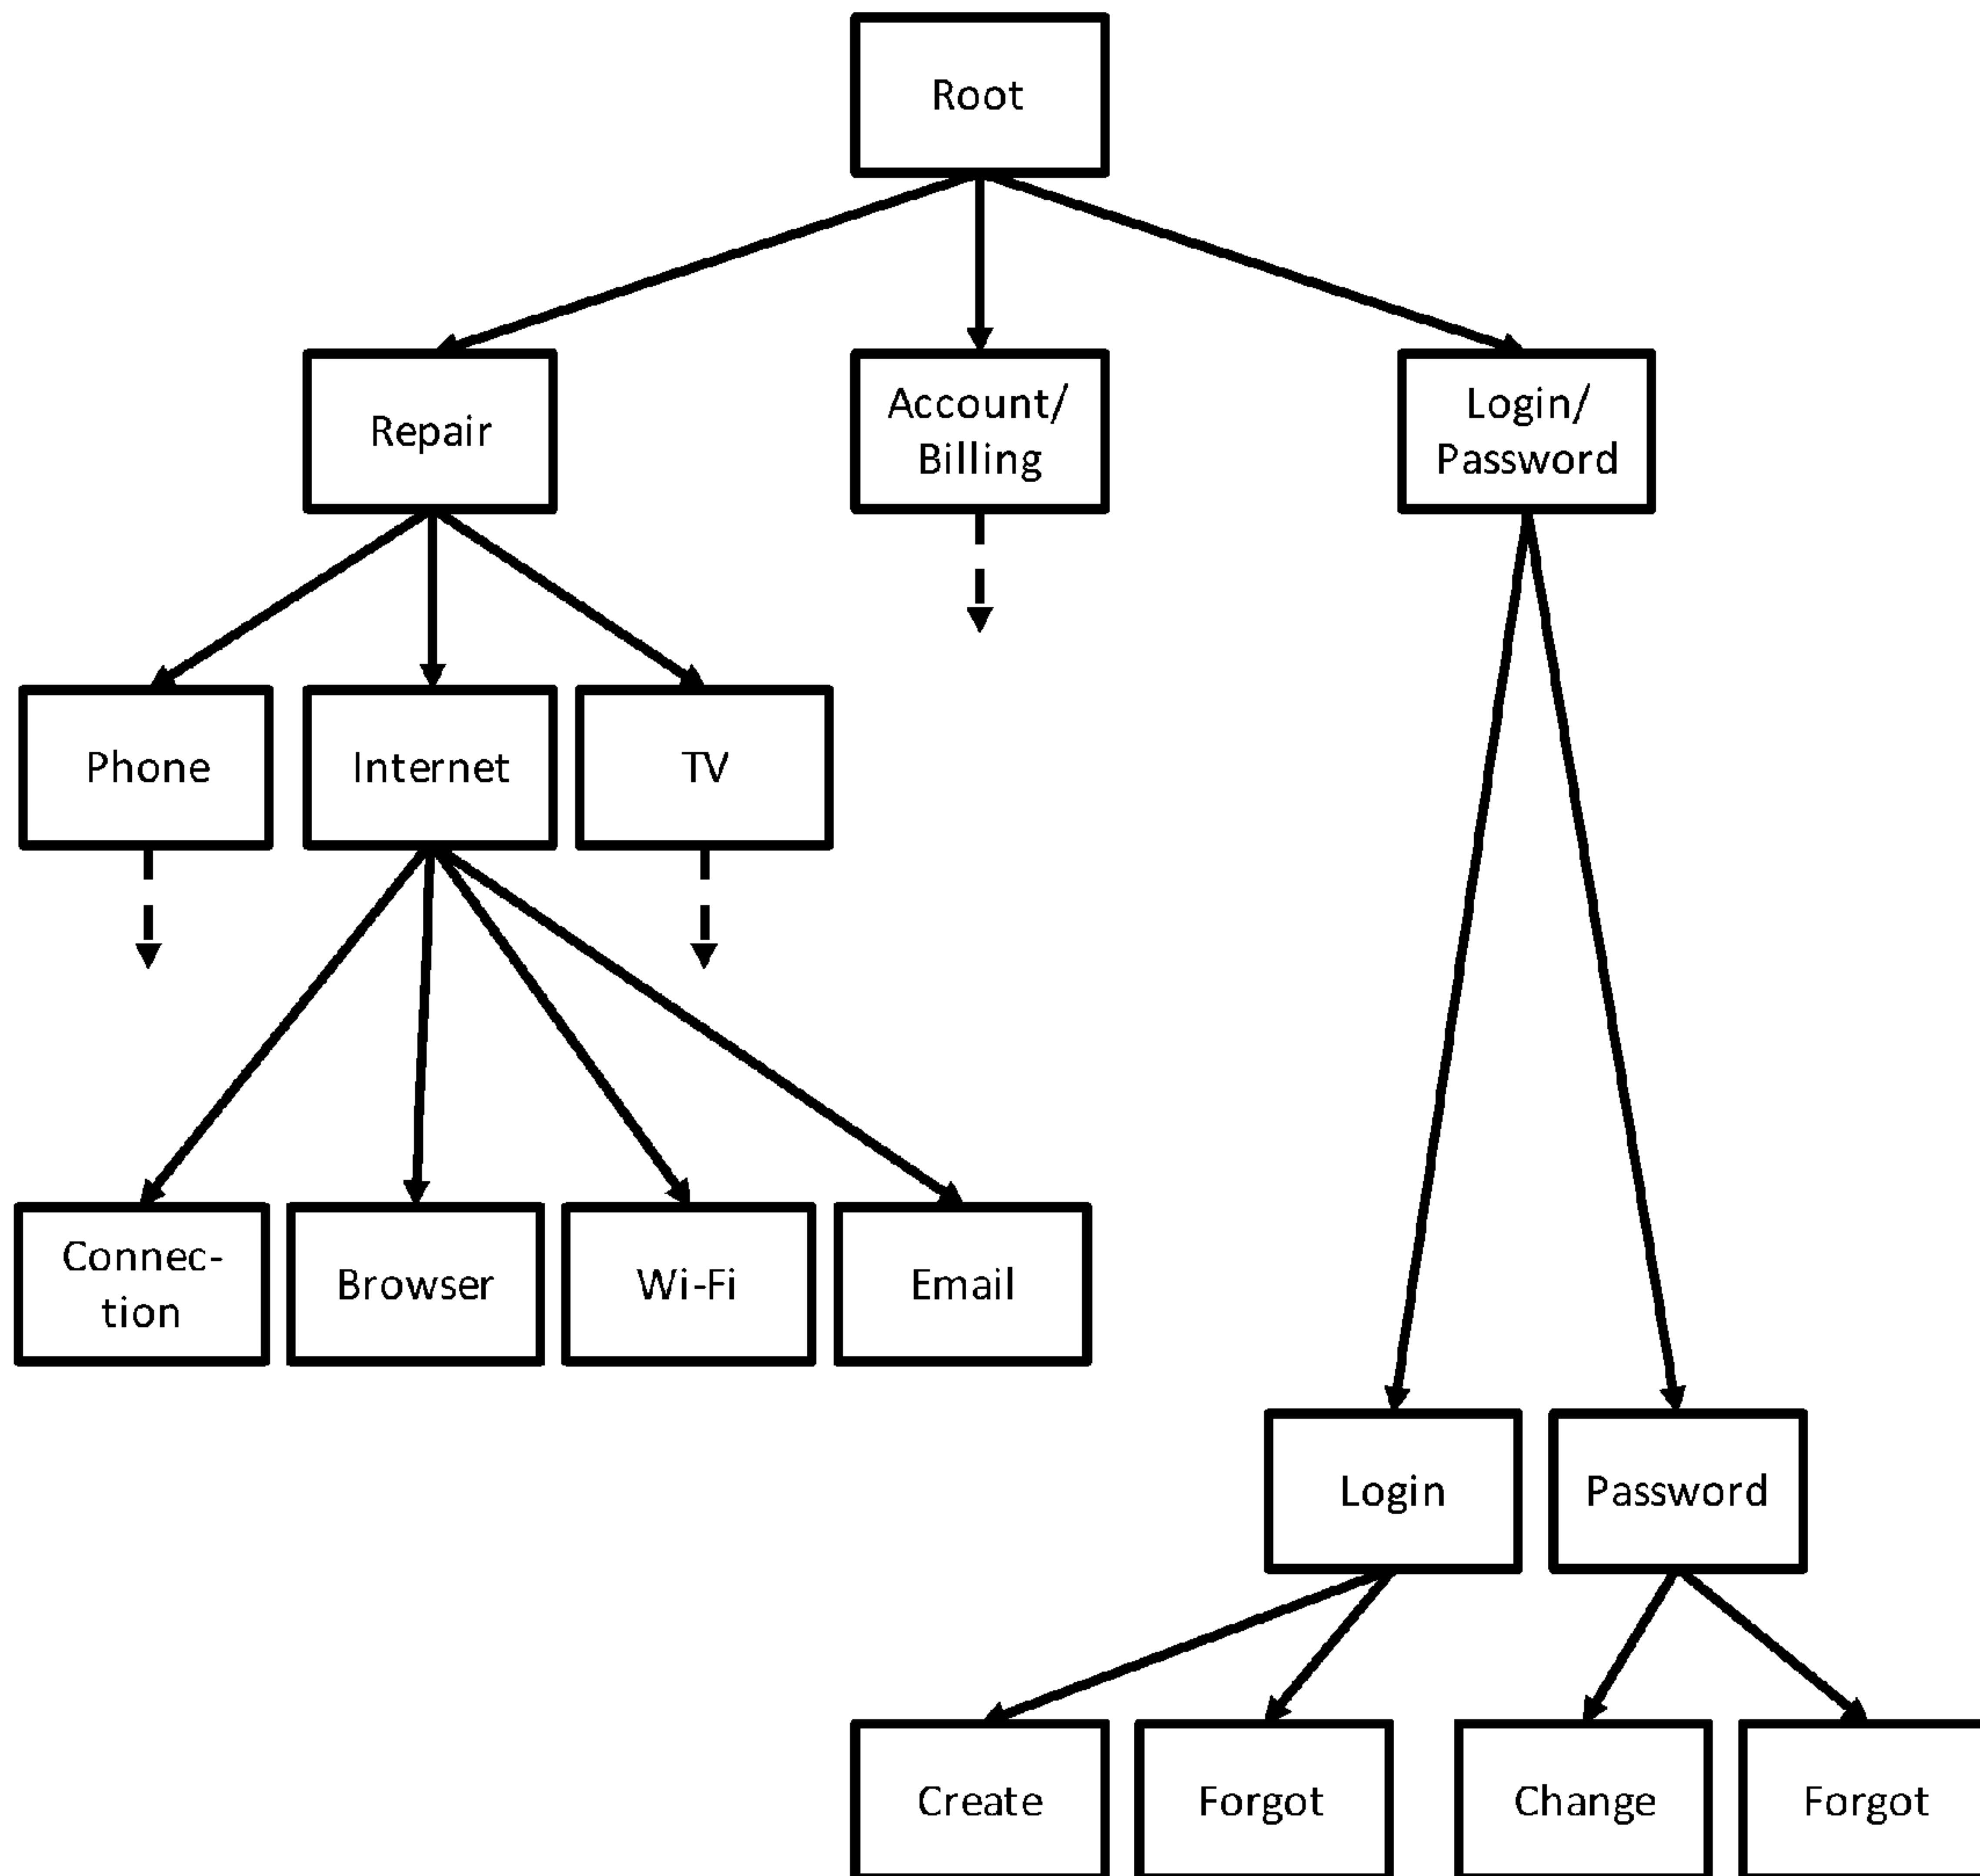 Root
Repair
Account/
Billing
Login/
Password
Phone
Internet
TV
Connec-
tion
Browser
Wi-Fi
Email
Login
Password
Create
Forgot
Change
Forgot